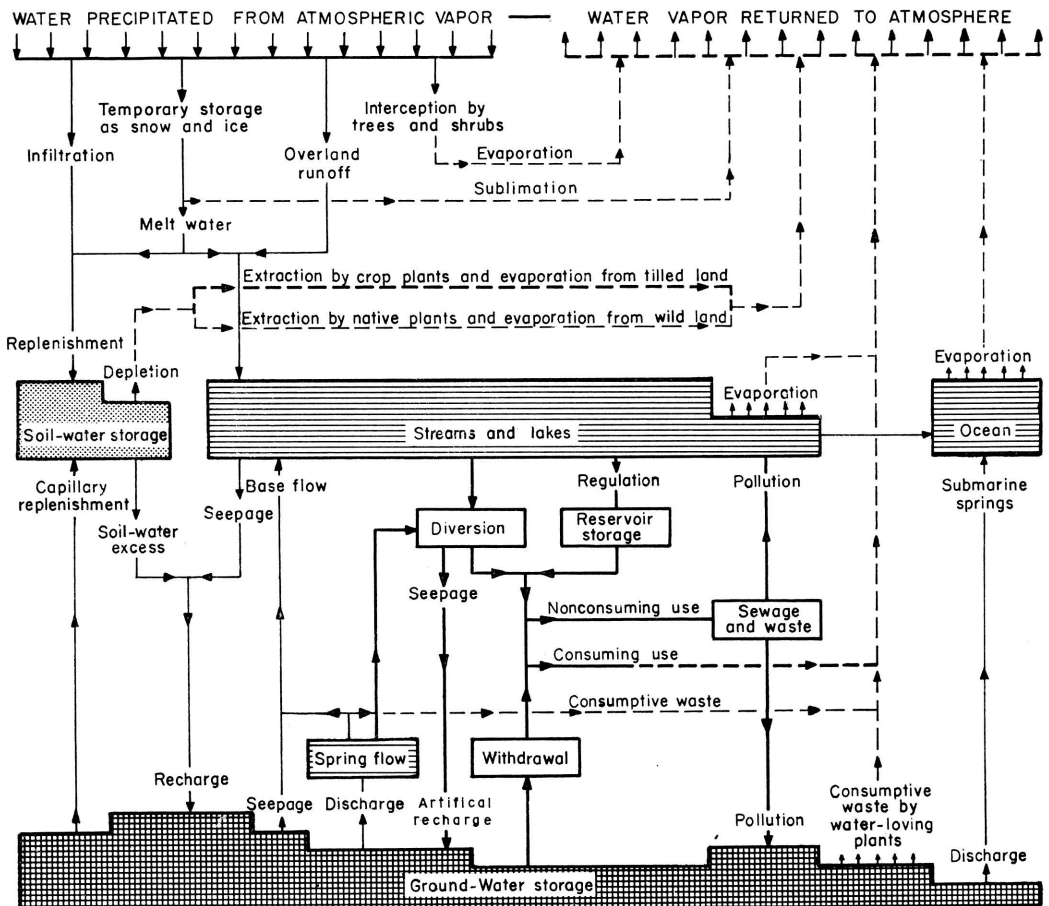 WATER PRECIPITATED FROM ATMOSPHERIC VAPOR — WATER VAPOR RETURNED TO ATMOSPHERE
Temporary storage
as snow and ice
Interception by
trees and shrubs
Infiltration
Overland
runoff
Evaporation
Sublimation
Melt water
Extraction by crop plants and evaporation from tilled land
Extraction by native plants and evaporation from wild land
Replenishment
Depletion
Evaporation
Evaporation
Soil-water storage
Streams and lakes
Ocean
Capillary
replenishment
Soil-water
excess
Seepage
Base flow
Regulation
Pollution
Submarine
springs
Diversion
Reservoir
storage
Seepage
Nonconsuming use
Sewage
and waste
Consuming use
Consumptive waste
Spring flow
Withdrawal
Recharge
Seepage
Discharge
Artifical
recharge
Pollution
Consumptive
waste by
water-loving
plants
Discharge
Ground-Water storage